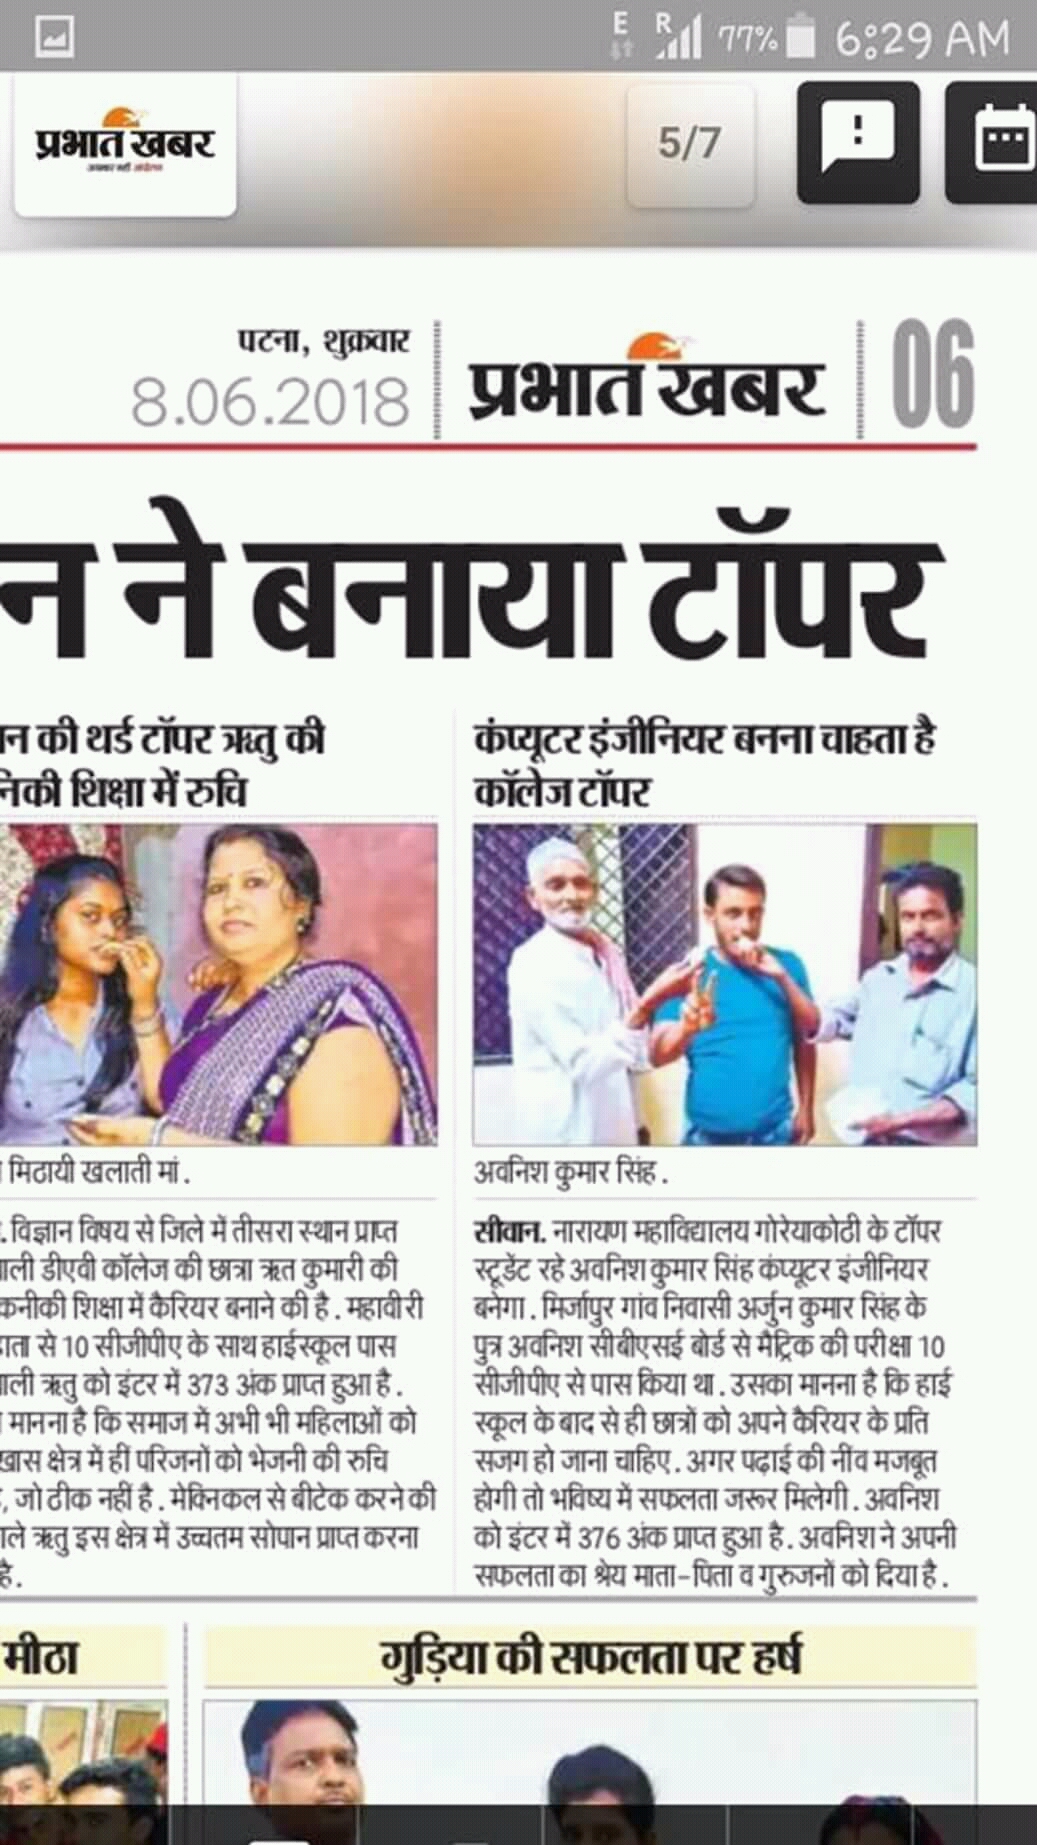 E R 77% 6:29 AM
प्रभात खबर
5/7
पटना, शुक्रवार
8.06.2018
प्रभात खबर
06
न ने बनाया टॉपर
न की थर्ड टॉपर ऋतु की
निकी शिक्षा में रुचि
मिठायी खलाती मां.
. विज्ञान विषय से जिले में तीसरा स्थान प्राप्त
ाली डीएवी कॉलेज की छात्रा ऋत कुमारी की
कनीकी शिक्षा में कैरियर बनाने की है. महावीरी
ाता से 10 सीजीपीए के साथ हाईस्कूल पास
ाली ऋतु को इंटर में 373 अंक प्राप्त हुआ है.
मानना है कि समाज में अभी भी महिलाओं को
खास क्षेत्र में हीं परिजनों को भेजनी की रुचि
, जो ठीक नहीं है. मेक्निकल से बीटेक करने की
ले ऋतु इस क्षेत्र में उच्चतम सोपान प्राप्त करना
है.
कंप्यूटर इंजीनियर बनना चाहता है
कॉलेज टॉपर
अवनिश कुमार सिंह.
सीवान. नारायण महाविद्यालय गोरेयाकोठी के टॉपर
स्टूडेंट रहे अवनिश कुमार सिंह कंप्यूटर इंजीनियर
बनेगा. मिर्जापुर गांव निवासी अर्जुन कुमार सिंह के
पुत्र अवनिश सीबीएसई बोर्ड से मैट्रिक की परीक्षा 10
सीजीपीए से पास किया था. उसका मानना है कि हाई
स्कूल के बाद से ही छात्रों को अपने कैरियर के प्रति
सजग हो जाना चाहिए. अगर पढ़ाई की नींव मजबूत
होगी तो भविष्य में सफलता जरूर मिलेगी. अवनिश
को इंटर में 376 अंक प्राप्त हुआ है. अवनिश ने अपनी
सफलता का श्रेय माता-पिता व गुरुजनों को दिया है.
मीठा
गुड़िया की सफलता पर हर्ष